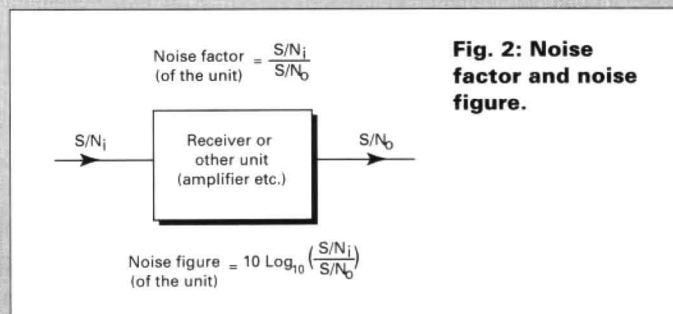 Noise factor = S/Ni
(of the unit) S/No
Fig. 2: Noise
factor and noise
figure.
S/Ni
Receiver or
other unit
(amplifier etc.)
S/No
Noise figure = 10 Log10 (S/Ni
(of the unit) S/No)